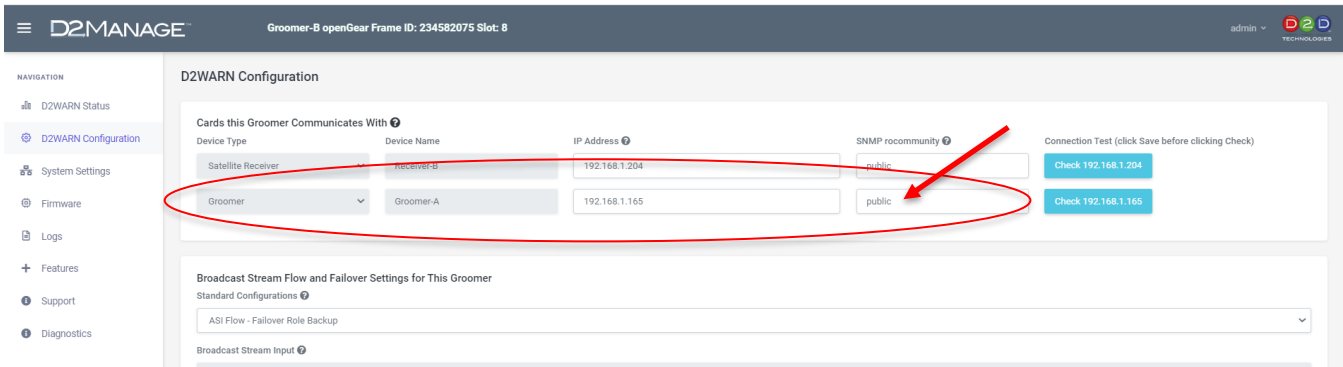 D2MANAGE™ Groomer-B openGear Frame ID: 234582075 Slot: 8 admin D2D
TECHNOLOGIES
NAVIGATION
D2WARN Status
D2WARN Configuration
System Settings
Firmware
Logs
Features
Support
Diagnostics
D2WARN Configuration
Cards this Groomer Communicates With
Device Type Device Name IP Address SNMP rocommunity Connection Test (click Save before clicking Check)
Satellite Receiver Receiver-B 192.168.1.204 public Check 192.168.1.204
Groomer Groomer-A 192.168.1.165 public Check 192.168.1.165
Broadcast Stream Flow and Failover Settings for This Groomer
Standard Configurations
ASI Flow - Failover Role Backup
Broadcast Stream Input